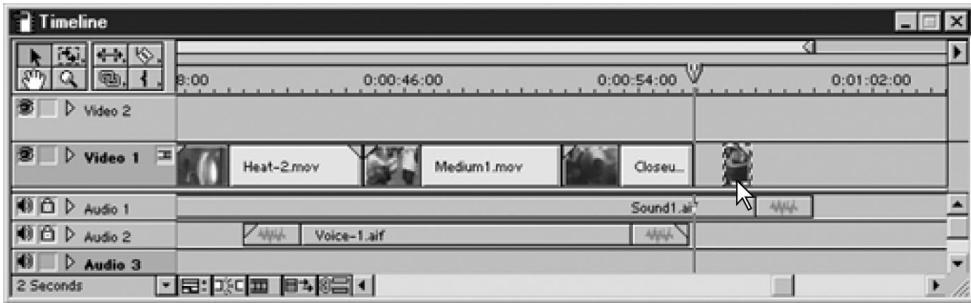 Timeline
8:00 0:00:46:00 0:00:54:00 0:01:02:00
Video 2
Video 1 Heat-2.mov Medium1.mov Closeu...
Audio 1 Sound1.ai
Audio 2 Voice-1.aif
Audio 3
2 Seconds